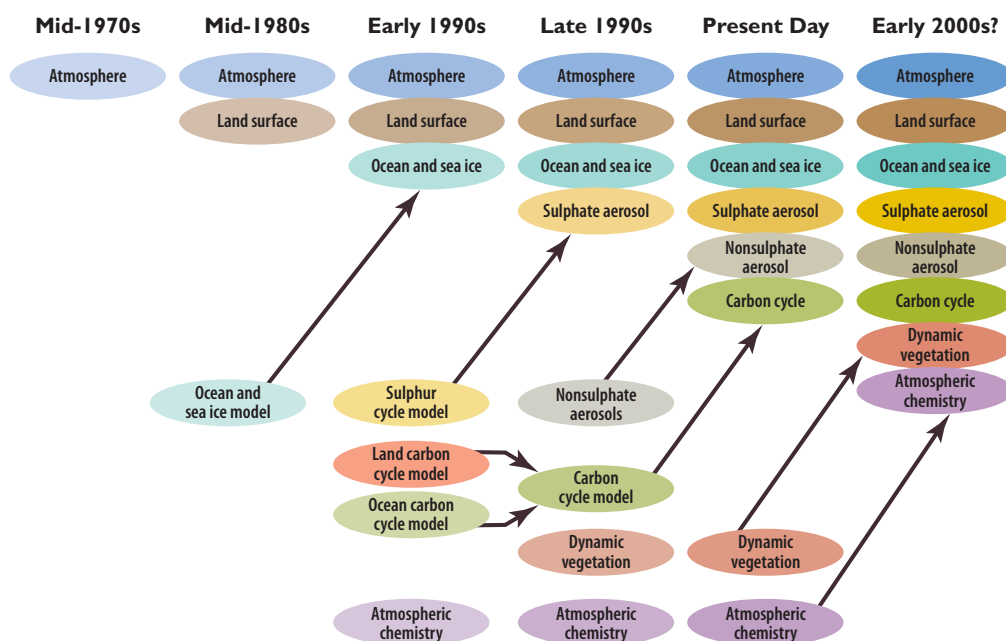 Mid-1970s
Mid-1980s
Early 1990s
Late 1990s
Present Day
Early 2000s?
Atmosphere
Atmosphere
Atmosphere
Atmosphere
Atmosphere
Atmosphere
Land surface
Land surface
Land surface
Land surface
Land surface
Ocean and sea ice
Ocean and sea ice
Ocean and sea ice
Ocean and sea ice
Sulphate aerosol
Sulphate aerosol
Sulphate aerosol
Nonsulphate
aerosol
Nonsulphate
aerosol
Carbon cycle
Carbon cycle
Dynamic
vegetation
Ocean and
sea ice model
Sulphur
cycle model
Nonsulphate
aerosols
Atmospheric
chemistry
Land carbon
cycle model
Carbon
cycle model
Ocean carbon
cycle model
Dynamic
vegetation
Dynamic
vegetation
Atmospheric
chemistry
Atmospheric
chemistry
Atmospheric
chemistry